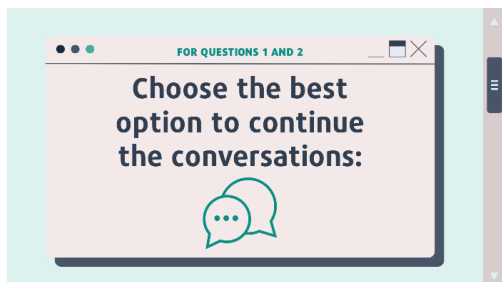 FOR QUESTIONS 1 AND 2
Choose the best
option to continue
the conversations: